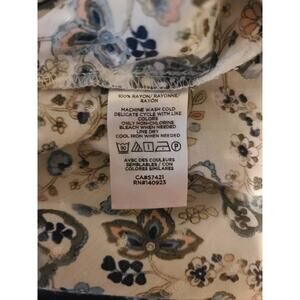 100% RAYON/ RAYONNE/
RAYÓN
MACHINE WASH COLD
DELICATE CYCLE WITH LIKE
COLORS
ONLY NON-CHLORINE
BLEACH WHEN NEEDED
LINE DRY
COOL IRON WHEN NEEDED
AVEC DES COULEURS
SEMBLABLES / CON
COLORES SIMILARES
CA#57421
RN#140923